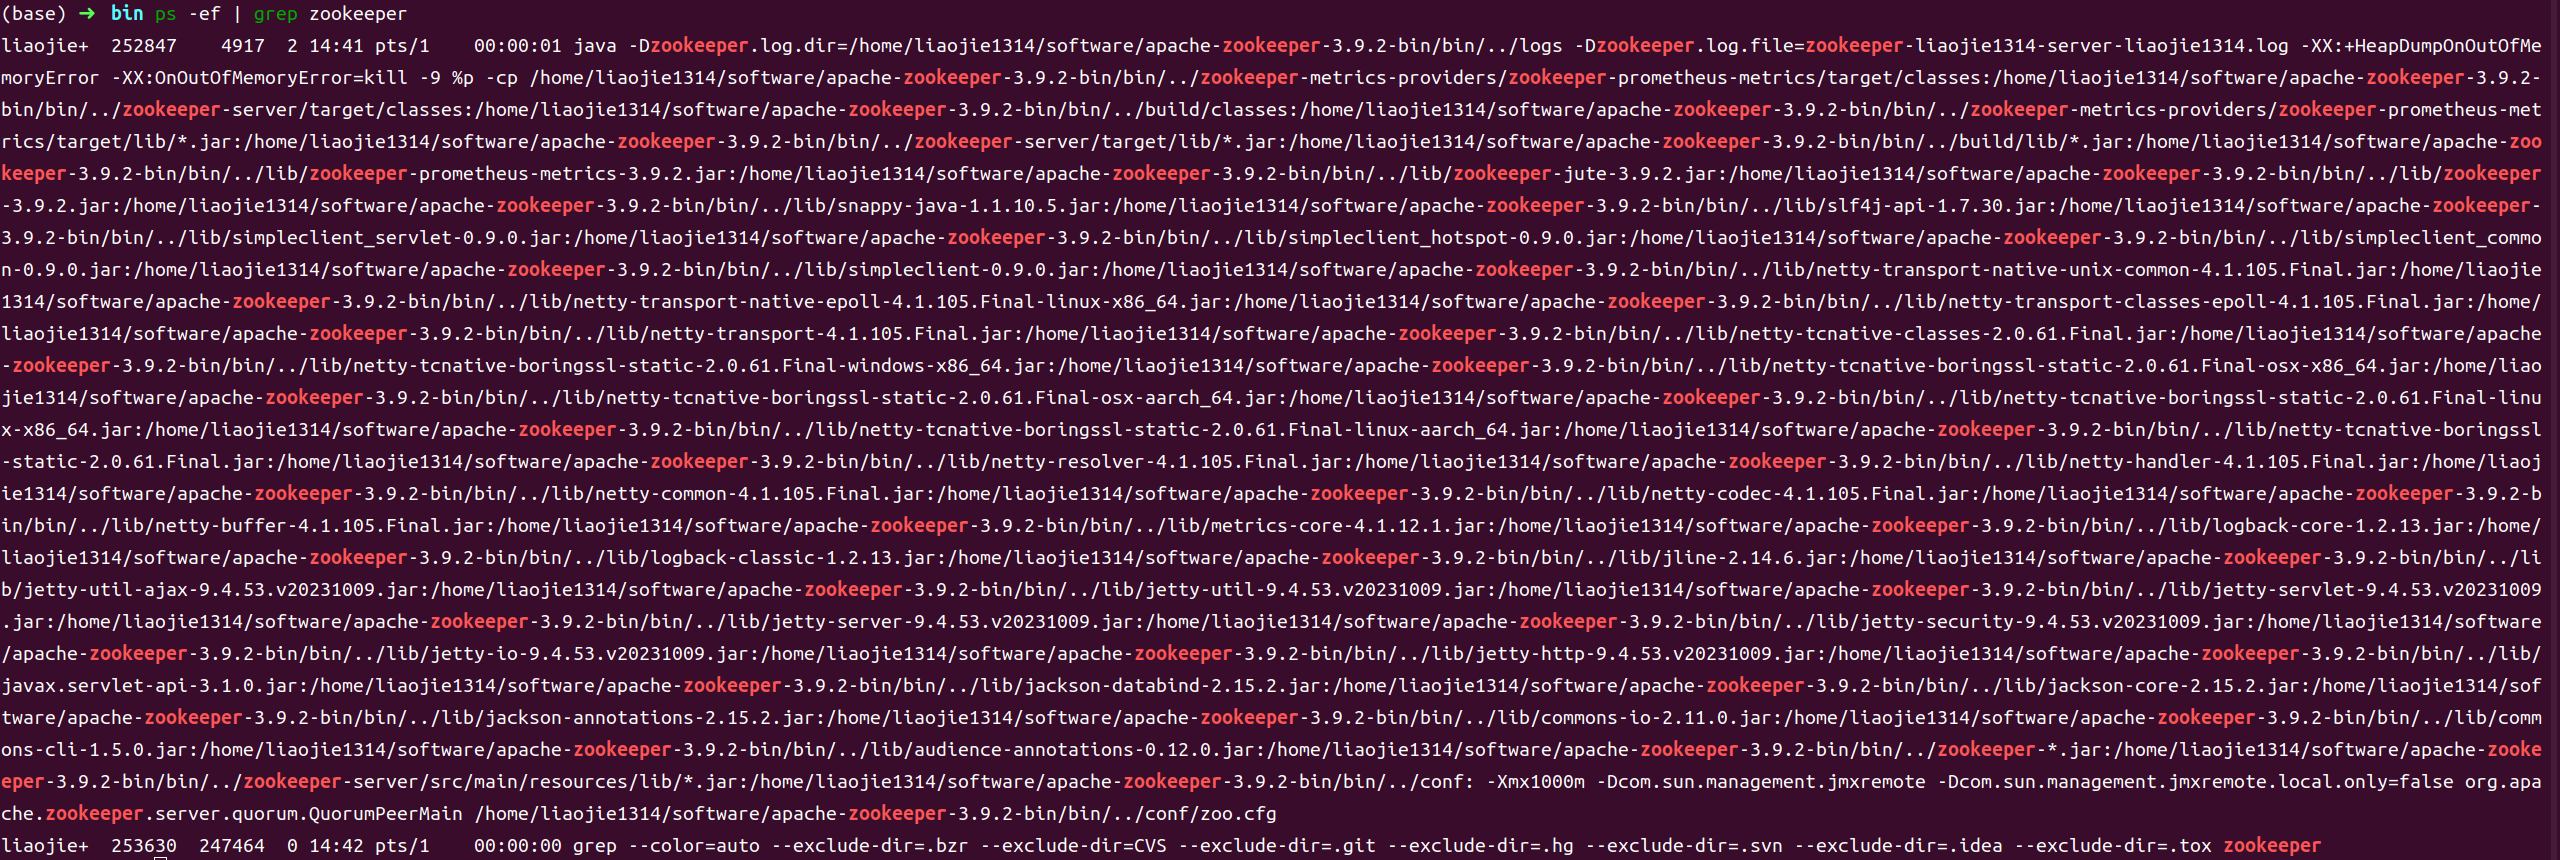 (base) ➜  bin ps -ef | grep zookeeper
liaojie+  252847    4917  2 14:41 pts/1    00:00:01 java -Dzookeeper.log.dir=/home/liaojie1314/software/apache-zookeeper-3.9.2-bin/bin/../logs -Dzookeeper.log.file=zookeeper-liaojie1314-server-liaojie1314.log -XX:+HeapDumpOnOutOfMe
moryError -XX:OnOutOfMemoryError=kill -9 %p -cp /home/liaojie1314/software/apache-zookeeper-3.9.2-bin/bin/../zookeeper-metrics-providers/zookeeper-prometheus-metrics/target/classes:/home/liaojie1314/software/apache-zookeeper-3.9.2-
bin/bin/../zookeeper-server/target/classes:/home/liaojie1314/software/apache-zookeeper-3.9.2-bin/bin/../build/classes:/home/liaojie1314/software/apache-zookeeper-3.9.2-bin/bin/../zookeeper-metrics-providers/zookeeper-prometheus-met
rics/target/lib/*.jar:/home/liaojie1314/software/apache-zookeeper-3.9.2-bin/bin/../zookeeper-server/target/lib/*.jar:/home/liaojie1314/software/apache-zookeeper-3.9.2-bin/bin/../build/lib/*.jar:/home/liaojie1314/software/apache-zoo
keeper-3.9.2-bin/bin/../lib/zookeeper-prometheus-metrics-3.9.2.jar:/home/liaojie1314/software/apache-zookeeper-3.9.2-bin/bin/../lib/zookeeper-jute-3.9.2.jar:/home/liaojie1314/software/apache-zookeeper-3.9.2-bin/bin/../lib/zookeeper
-3.9.2.jar:/home/liaojie1314/software/apache-zookeeper-3.9.2-bin/bin/../lib/snappy-java-1.1.10.5.jar:/home/liaojie1314/software/apache-zookeeper-3.9.2-bin/bin/../lib/slf4j-api-1.7.30.jar:/home/liaojie1314/software/apache-zookeeper-
3.9.2-bin/bin/../lib/simpleclient_servlet-0.9.0.jar:/home/liaojie1314/software/apache-zookeeper-3.9.2-bin/bin/../lib/simpleclient_hotspot-0.9.0.jar:/home/liaojie1314/software/apache-zookeeper-3.9.2-bin/bin/../lib/simpleclient_commo
n-0.9.0.jar:/home/liaojie1314/software/apache-zookeeper-3.9.2-bin/bin/../lib/simpleclient-0.9.0.jar:/home/liaojie1314/software/apache-zookeeper-3.9.2-bin/bin/../lib/netty-transport-native-unix-common-4.1.105.Final.jar:/home/liaojie
1314/software/apache-zookeeper-3.9.2-bin/bin/../lib/netty-transport-native-epoll-4.1.105.Final-linux-x86_64.jar:/home/liaojie1314/software/apache-zookeeper-3.9.2-bin/bin/../lib/netty-transport-classes-epoll-4.1.105.Final.jar:/home/
liaojie1314/software/apache-zookeeper-3.9.2-bin/bin/../lib/netty-transport-4.1.105.Final.jar:/home/liaojie1314/software/apache-zookeeper-3.9.2-bin/bin/../lib/netty-tcnative-classes-2.0.61.Final.jar:/home/liaojie1314/software/apache
-zookeeper-3.9.2-bin/bin/../lib/netty-tcnative-boringssl-static-2.0.61.Final-windows-x86_64.jar:/home/liaojie1314/software/apache-zookeeper-3.9.2-bin/bin/../lib/netty-tcnative-boringssl-static-2.0.61.Final-osx-x86_64.jar:/home/liao
jie1314/software/apache-zookeeper-3.9.2-bin/bin/../lib/netty-tcnative-boringssl-static-2.0.61.Final-osx-aarch_64.jar:/home/liaojie1314/software/apache-zookeeper-3.9.2-bin/bin/../lib/netty-tcnative-boringssl-static-2.0.61.Final-linu
x-x86_64.jar:/home/liaojie1314/software/apache-zookeeper-3.9.2-bin/bin/../lib/netty-tcnative-boringssl-static-2.0.61.Final-linux-aarch_64.jar:/home/liaojie1314/software/apache-zookeeper-3.9.2-bin/bin/../lib/netty-tcnative-boringssl
-static-2.0.61.Final.jar:/home/liaojie1314/software/apache-zookeeper-3.9.2-bin/bin/../lib/netty-resolver-4.1.105.Final.jar:/home/liaojie1314/software/apache-zookeeper-3.9.2-bin/bin/../lib/netty-handler-4.1.105.Final.jar:/home/liaoj
ie1314/software/apache-zookeeper-3.9.2-bin/bin/../lib/netty-common-4.1.105.Final.jar:/home/liaojie1314/software/apache-zookeeper-3.9.2-bin/bin/../lib/netty-codec-4.1.105.Final.jar:/home/liaojie1314/software/apache-zookeeper-3.9.2-b
in/bin/../lib/netty-buffer-4.1.105.Final.jar:/home/liaojie1314/software/apache-zookeeper-3.9.2-bin/bin/../lib/metrics-core-4.1.12.1.jar:/home/liaojie1314/software/apache-zookeeper-3.9.2-bin/bin/../lib/logback-core-1.2.13.jar:/home/
liaojie1314/software/apache-zookeeper-3.9.2-bin/bin/../lib/logback-classic-1.2.13.jar:/home/liaojie1314/software/apache-zookeeper-3.9.2-bin/bin/../lib/jline-2.14.6.jar:/home/liaojie1314/software/apache-zookeeper-3.9.2-bin/bin/../li
b/jetty-util-ajax-9.4.53.v20231009.jar:/home/liaojie1314/software/apache-zookeeper-3.9.2-bin/bin/../lib/jetty-util-9.4.53.v20231009.jar:/home/liaojie1314/software/apache-zookeeper-3.9.2-bin/bin/../lib/jetty-servlet-9.4.53.v20231009
.jar:/home/liaojie1314/software/apache-zookeeper-3.9.2-bin/bin/../lib/jetty-server-9.4.53.v20231009.jar:/home/liaojie1314/software/apache-zookeeper-3.9.2-bin/bin/../lib/jetty-security-9.4.53.v20231009.jar:/home/liaojie1314/software
/apache-zookeeper-3.9.2-bin/bin/../lib/jetty-io-9.4.53.v20231009.jar:/home/liaojie1314/software/apache-zookeeper-3.9.2-bin/bin/../lib/jetty-http-9.4.53.v20231009.jar:/home/liaojie1314/software/apache-zookeeper-3.9.2-bin/bin/../lib/
javax.servlet-api-3.1.0.jar:/home/liaojie1314/software/apache-zookeeper-3.9.2-bin/bin/../lib/jackson-databind-2.15.2.jar:/home/liaojie1314/software/apache-zookeeper-3.9.2-bin/bin/../lib/jackson-core-2.15.2.jar:/home/liaojie1314/sof
tware/apache-zookeeper-3.9.2-bin/bin/../lib/jackson-annotations-2.15.2.jar:/home/liaojie1314/software/apache-zookeeper-3.9.2-bin/bin/../lib/commons-io-2.11.0.jar:/home/liaojie1314/software/apache-zookeeper-3.9.2-bin/bin/../lib/comm
ons-cli-1.5.0.jar:/home/liaojie1314/software/apache-zookeeper-3.9.2-bin/bin/../lib/audience-annotations-0.12.0.jar:/home/liaojie1314/software/apache-zookeeper-3.9.2-bin/bin/../zookeeper-*.jar:/home/liaojie1314/software/apache-zooke
eper-3.9.2-bin/bin/../zookeeper-server/src/main/resources/lib/*.jar:/home/liaojie1314/software/apache-zookeeper-3.9.2-bin/bin/../conf: -Xmx1000m -Dcom.sun.management.jmxremote -Dcom.sun.management.jmxremote.local.only=false org.apa
che.zookeeper.server.quorum.QuorumPeerMain /home/liaojie1314/software/apache-zookeeper-3.9.2-bin/bin/../conf/zoo.cfg
liaojie+  253630  247464  0 14:42 pts/1    00:00:00 grep --color=auto --exclude-dir=.bzr --exclude-dir=CVS --exclude-dir=.git --exclude-dir=.hg --exclude-dir=.svn --exclude-dir=.idea --exclude-dir=.tox zookeeper